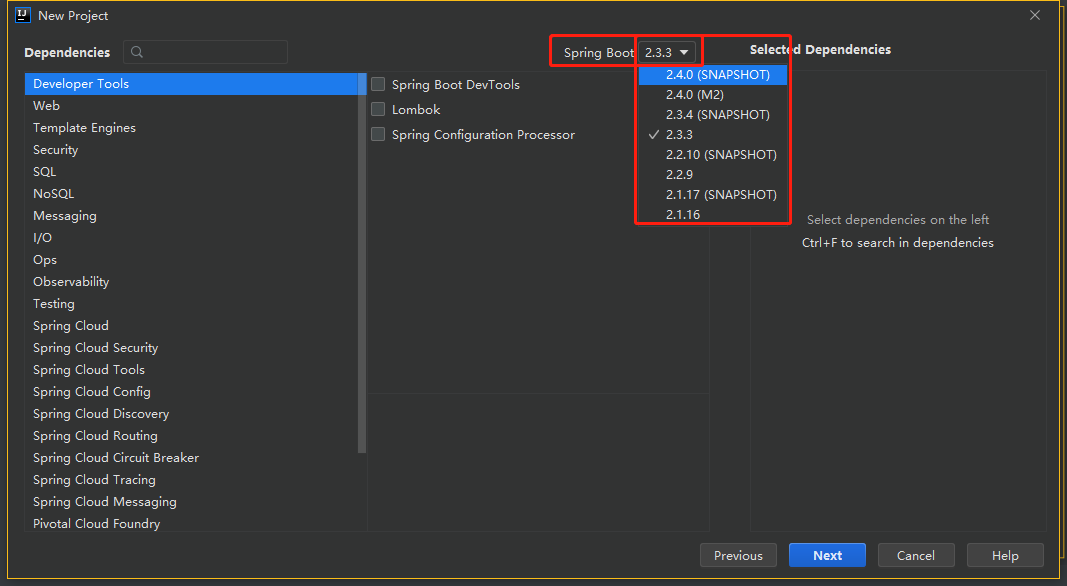 New Project
Dependencies
Spring Boot 2.3.3
Selected Dependencies
Developer Tools
Web
Template Engines
Security
SQL
NoSQL
Messaging
I/O
Ops
Observability
Testing
Spring Cloud
Spring Cloud Security
Spring Cloud Tools
Spring Cloud Config
Spring Cloud Discovery
Spring Cloud Routing
Spring Cloud Circuit Breaker
Spring Cloud Tracing
Spring Cloud Messaging
Pivotal Cloud Foundry
Spring Boot DevTools
Lombok
Spring Configuration Processor
2.4.0 (SNAPSHOT)
2.4.0 (M2)
2.3.4 (SNAPSHOT)
2.3.3
2.2.10 (SNAPSHOT)
2.2.9
2.1.17 (SNAPSHOT)
2.1.16
Select dependencies on the left
Ctrl+F to search in dependencies
Previous
Next
Cancel
Help